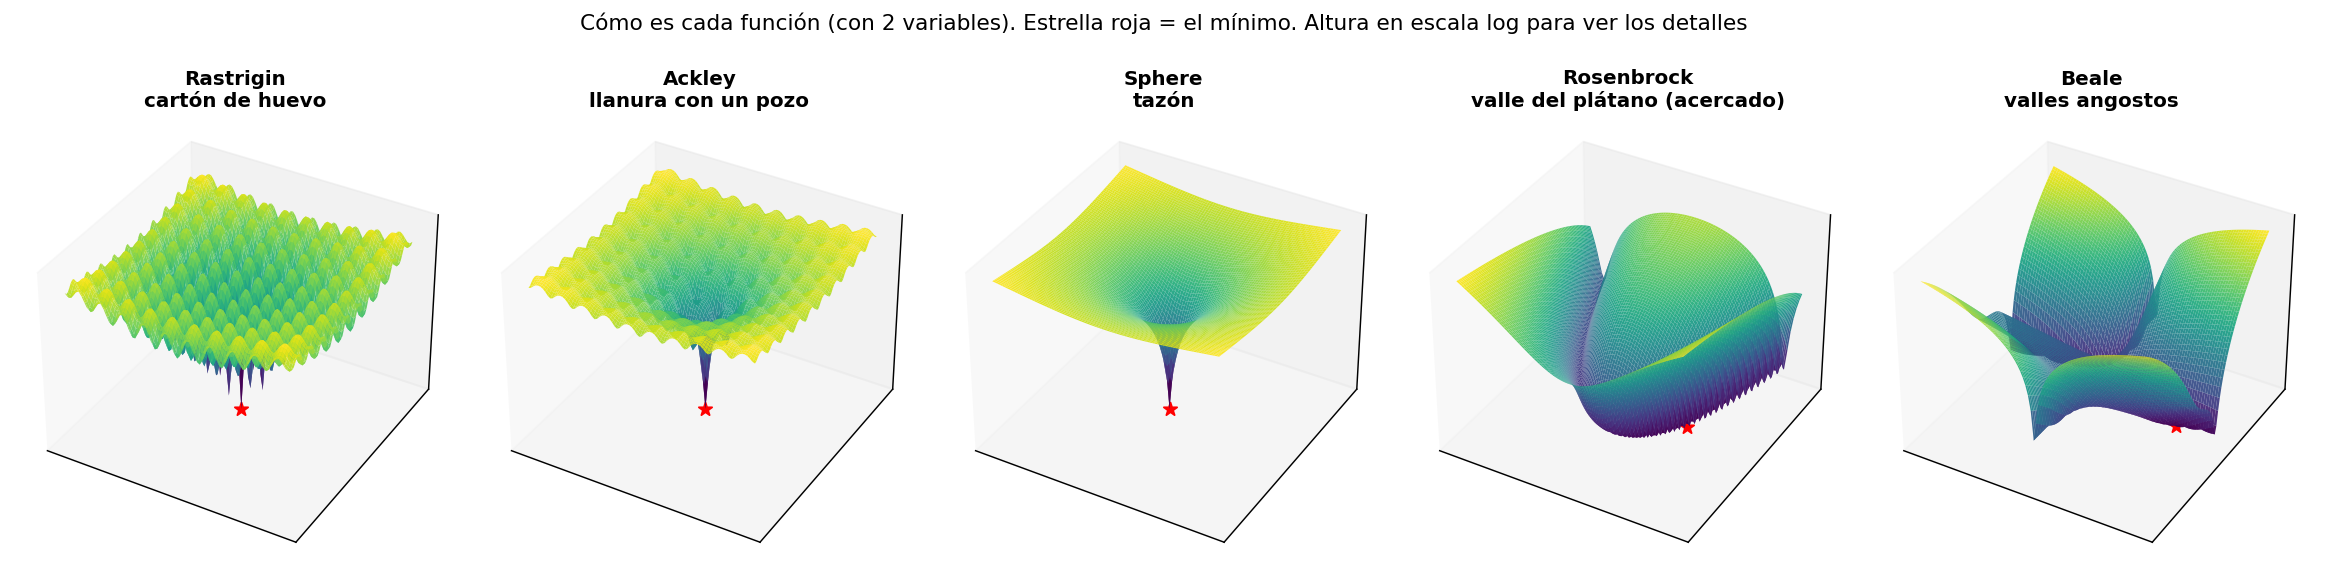 Cómo es cada función (con 2 variables). Estrella roja = el mínimo. Altura en escala log para ver los detalles
Rastrigin
cartón de huevo
Ackley
llanura con un pozo
Sphere
tazón
Rosenbrock
valle del plátano (acercado)
Beale
valles angostos